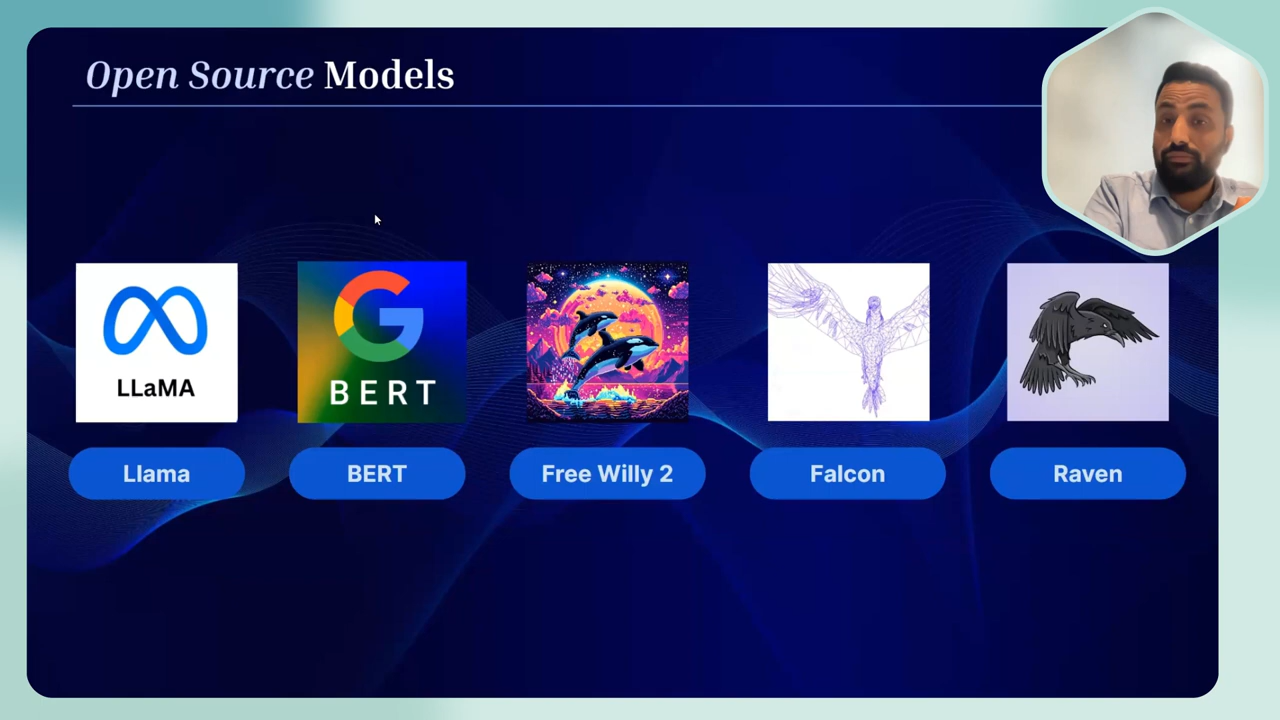 Open Source Models
LLaMA
BERT
Llama
BERT
Free Willy 2
Falcon
Raven